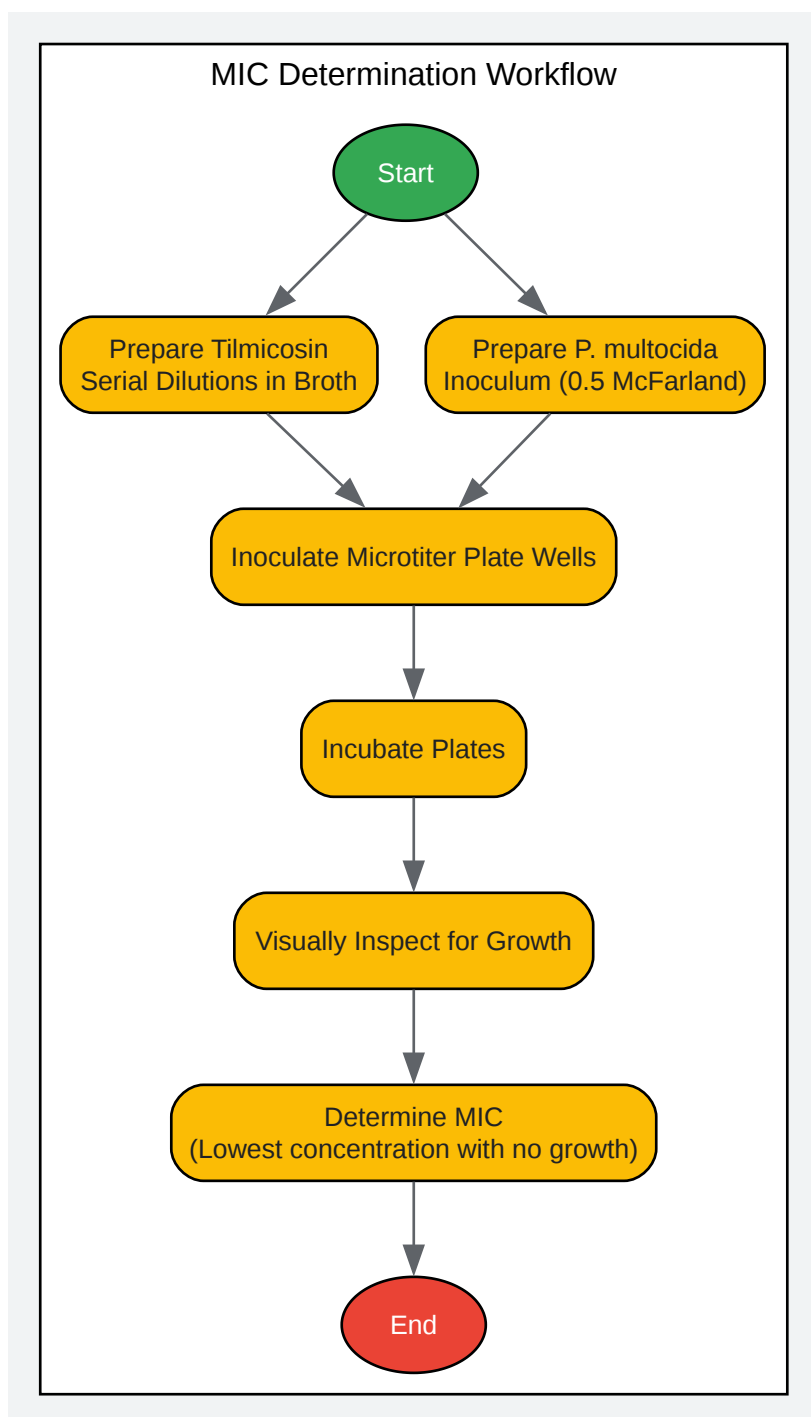 MIC Determination Workflow
Start
Prepare Tilmicosin
Serial Dilutions in Broth
Prepare P. multocida
Inoculum (0.5 McFarland)
Inoculate Microtiter Plate Wells
Incubate Plates
Visually Inspect for Growth
Determine MIC
(Lowest concentration with no growth)
End